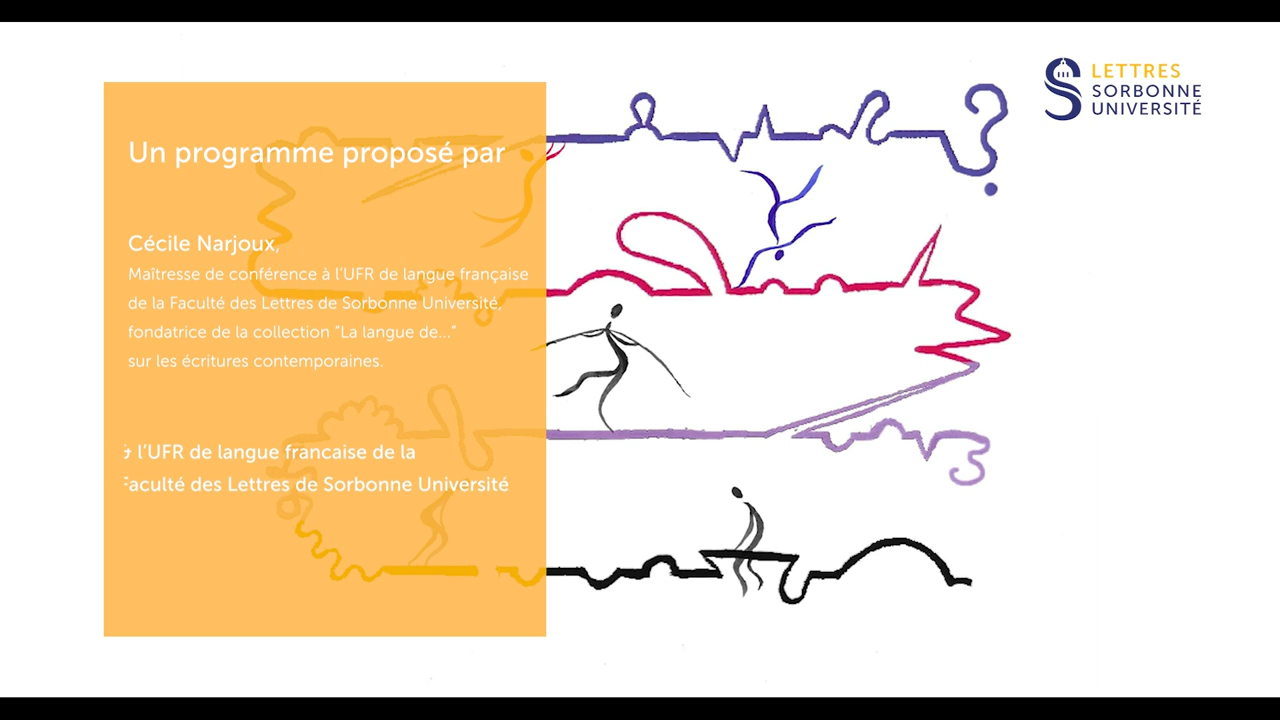 LETTRES
SORBONNE
UNIVERSITÉ
Un programme proposé par
Cécile Narjoux,
Maîtresse de conférence à l'UFR de langue française
de la Faculté des Lettres de Sorbonne Université,
fondatrice de la collection "La langue de..."
sur les écritures contemporaines.
& l'UFR de langue francaise de la
Faculté des Lettres de Sorbonne Université